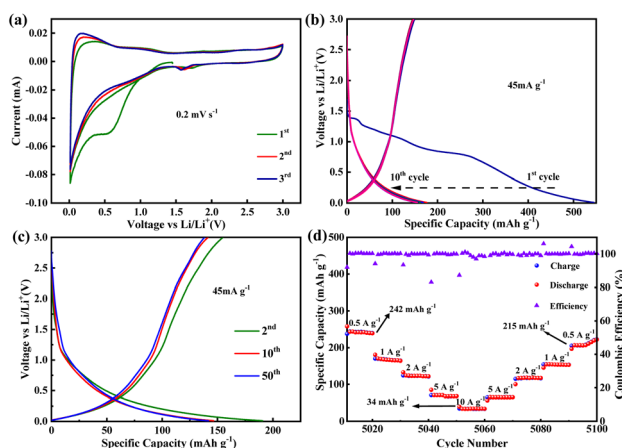 (a)
0.02
0.00
-0.02
-0.04
-0.06
-0.08
-0.10
Current (mA)
0.2 mV s⁻¹
1ˢᵗ
2ⁿᵈ
3ʳᵈ
0.0 0.5 1.0 1.5 2.0 2.5 3.0
Voltage vs Li/Li⁺(V)
(b)
3.0
2.5
2.0
1.5
1.0
0.5
0.0
Voltage vs Li/Li⁺(V)
45mA g⁻¹
10ᵗʰ 1ˢᵗ
cycle cycle
0 100 200 300 400 500
Specific Capacity (mAh g⁻¹)
(c)
3.0
2.5
2.0
1.5
1.0
0.5
0.0
Voltage vs Li/Li⁺(V)
45mA g⁻¹
2ⁿᵈ
10ᵗʰ
50ᵗʰ
0 50 100 150 200
Specific Capacity (mAh g⁻¹)
(d)
500
400
300
200
100
0
Specific Capacity (mAh g⁻¹)
Charge
Discharge
Efficiency
0.5 A g⁻¹
242 mAh g⁻¹
1 A g⁻¹
2 A g⁻¹
5 A g⁻¹
10 A g⁻¹
34 mAh g⁻¹
5 A g⁻¹
2 A g⁻¹
1 A g⁻¹
215 mAh g⁻¹
0.5 A g⁻¹
100
80
60
40
20
0
Coulombic Efficiency (%)
5020 5040 5060 5080 5100
Cycle Number